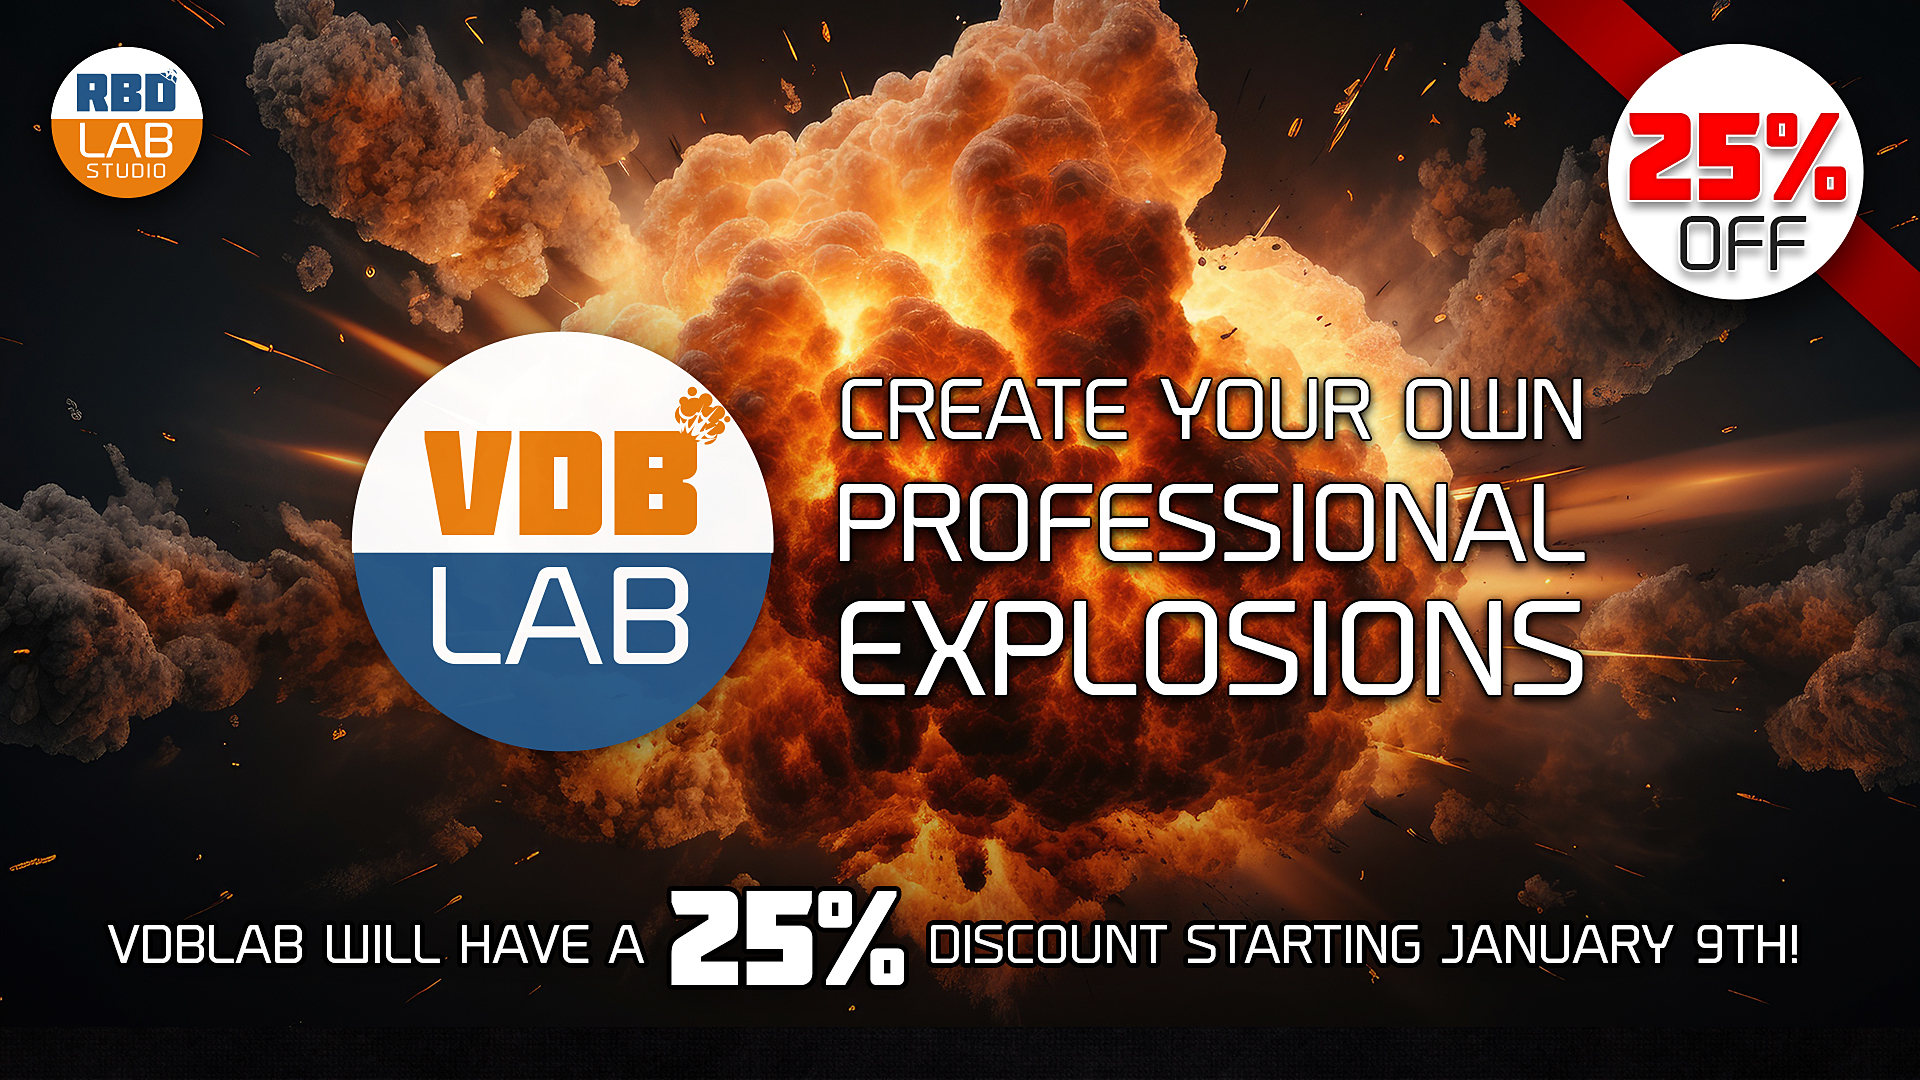 RBD
LAB
STUDIO
25%
OFF
VDB
LAB
CREATE YOUR OWN
PROFESSIONAL
EXPLOSIONS
VDBLAB WILL HAVE A 25% DISCOUNT STARTING JANUARY 9TH!